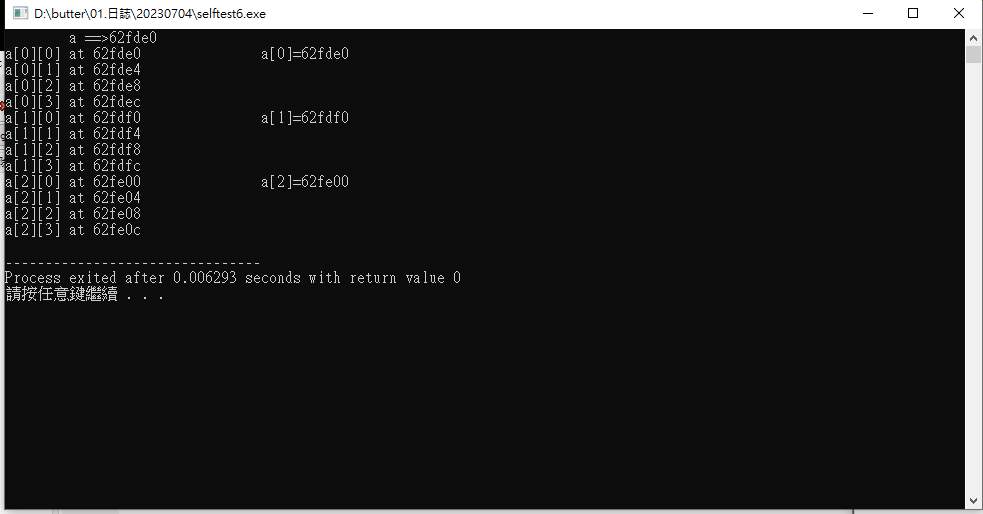 D:\butter\01.日誌\20230704\selftest6.exe
a ==>62fde0
a[0][0] at 62fde0 a[0]=62fde0
a[0][1] at 62fde4
a[0][2] at 62fde8
a[0][3] at 62fdec
a[1][0] at 62fdf0 a[1]=62fdf0
a[1][1] at 62fdf4
a[1][2] at 62fdf8
a[1][3] at 62fdfc
a[2][0] at 62fe00 a[2]=62fe00
a[2][1] at 62fe04
a[2][2] at 62fe08
a[2][3] at 62fe0c
--------------------------------
Process exited after 0.006293 seconds with return value 0
請按任意鍵繼續 . . .